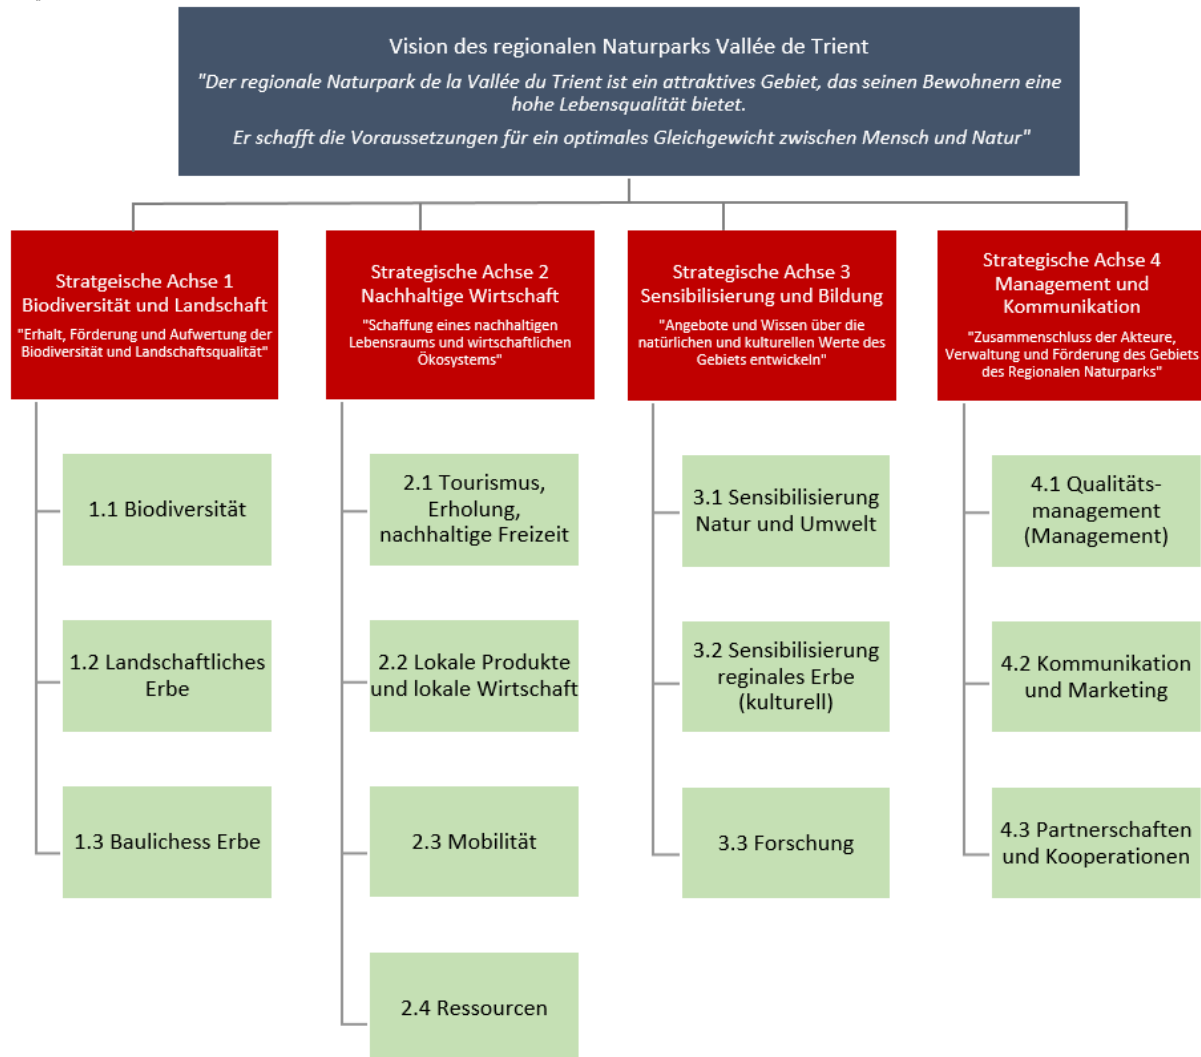 Vision des regionalen Naturparks Vallée de Trient
"Der regionale Naturpark de la Vallée du Trient ist ein attraktives Gebiet, das seinen Bewohnern eine
hohe Lebensqualität bietet.
Er schafft die Voraussetzungen für ein optimales Gleichgewicht zwischen Mensch und Natur"
Stratgeische Achse 1
Biodiversität und Landschaft
"Erhalt, Förderung und Aufwertung der
Biodiversität und Landschaftsqualität"
1.1 Biodiversität
1.2 Landschaftliches
Erbe
1.3 Baulichess Erbe
Strategische Achse 2
Nachhaltige Wirtschaft
"Schaffung eines nachhaltigen
Lebensraums und wirtschaftlichen
Ökosystems"
2.1 Tourismus,
Erholung,
nachhaltige Freizeit
2.2 Lokale Produkte
und lokale Wirtschaft
2.3 Mobilität
2.4 Ressourcen
Strategische Achse 3
Sensibilisierung und Bildung
"Angebote und Wissen über die
natürlichen und kulturellen Werte des
Gebiets entwickeln"
3.1 Sensibilisierung
Natur und Umwelt
3.2 Sensibilisierung
reginales Erbe
(kulturell)
3.3 Forschung
Strategische Achse 4
Management und
Kommunikation
"Zusammenschluss der Akteure,
Verwaltung und Förderung des Gebiets
des Regionalen Naturparks"
4.1 Qualitäts-
management
(Management)
4.2 Kommunikation
und Marketing
4.3 Partnerschaften
und Kooperationen